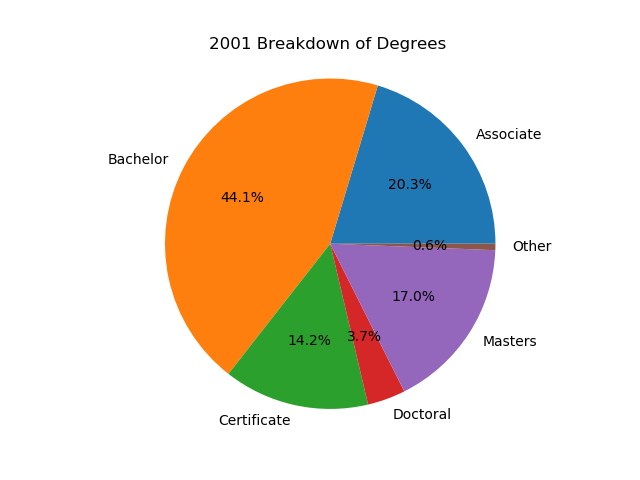 2001 Breakdown of Degrees
Associate
20.3%
Bachelor
44.1%
Certificate
14.2%
Doctoral
3.7%
Masters
17.0%
Other
0.6%